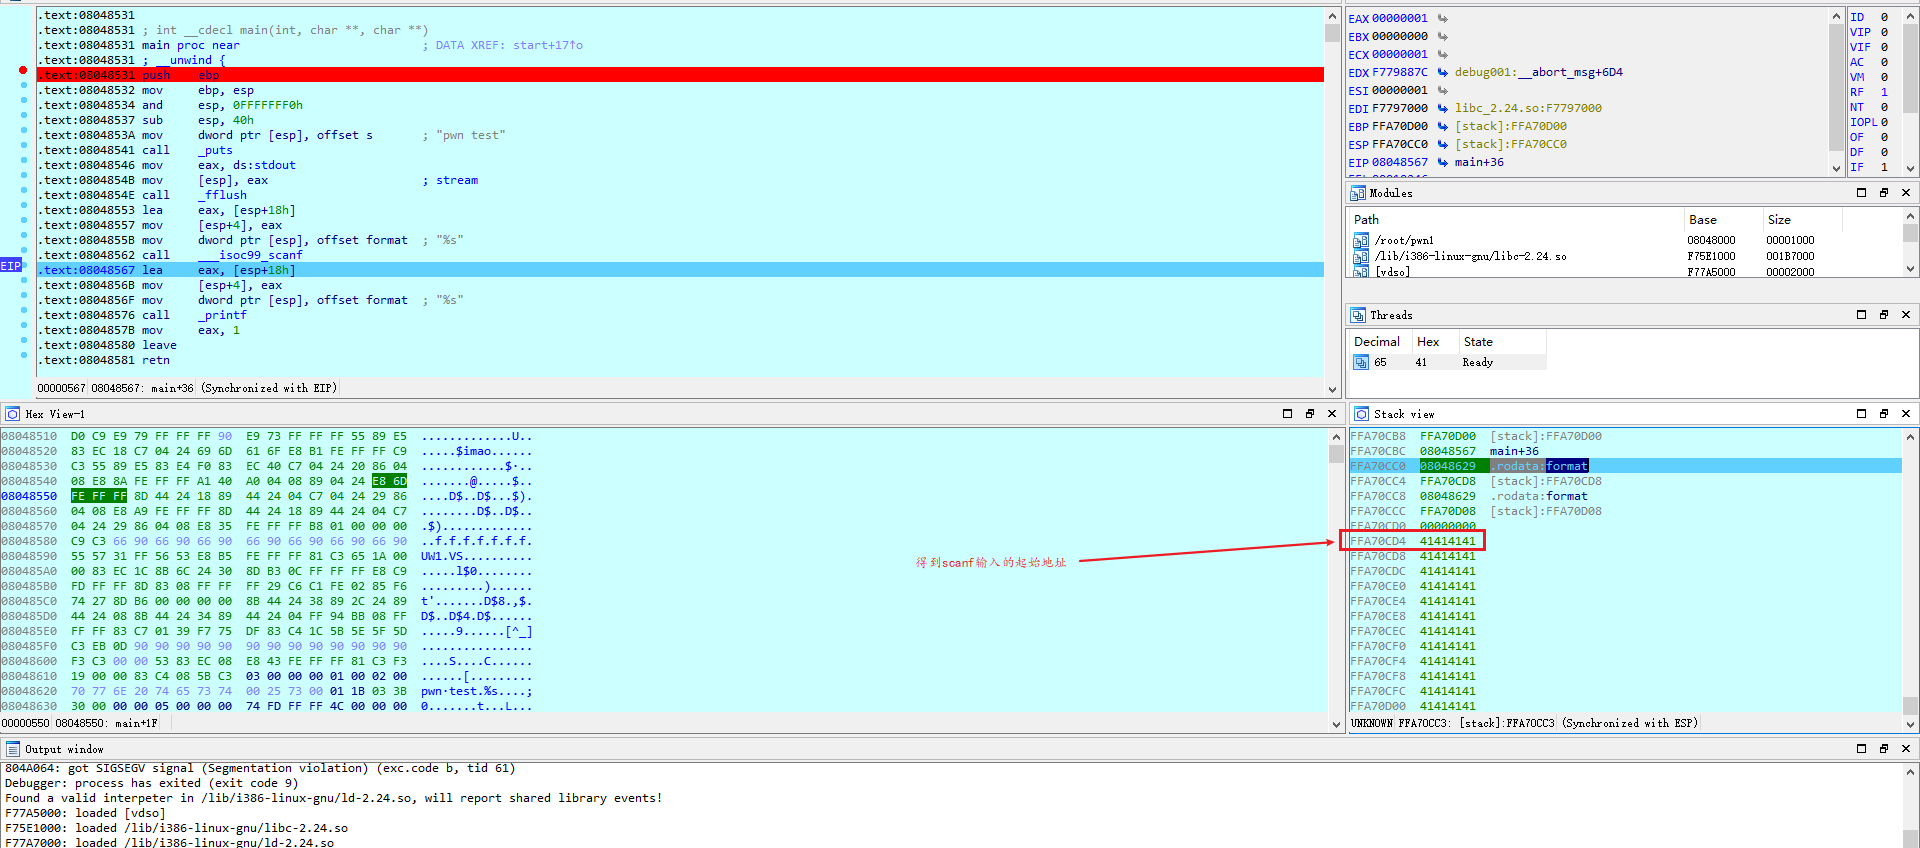 .text:08048531
.text:08048531 ; int __cdecl main(int, char **, char **)
.text:08048531 main proc near ; DATA XREF: start+17↑o
.text:08048531 ; __unwind {
.text:08048531 push ebp
.text:08048532 mov ebp, esp
.text:08048534 and esp, 0FFFFFFF0h
.text:08048537 sub esp, 40h
.text:0804853A mov dword ptr [esp], offset s ; "pwn test"
.text:08048541 call _puts
.text:08048546 mov eax, ds:stdout
.text:0804854B mov [esp], eax ; stream
.text:0804854E call _fflush
.text:08048553 lea eax, [esp+18h]
.text:08048557 mov [esp+4], eax
.text:0804855B mov dword ptr [esp], offset format ; "%s"
.text:08048562 call ___isoc99_scanf
EIP
.text:08048567 lea eax, [esp+18h]
.text:0804856B mov [esp+4], eax
.text:0804856F mov dword ptr [esp], offset format ; "%s"
.text:08048576 call _printf
.text:0804857B mov eax, 1
.text:08048580 leave
.text:08048581 retn
00000567 08048567: main+36 (Synchronized with EIP)
EAX 00000001
EBX 00000000
ECX 00000001
EDX F779887C debug001:__abort_msg+6D4
ESI 00000001
EDI F7797000 libc_2.24.so:F7797000
EBP FFA70D00 [stack]:FFA70D00
ESP FFA70CC0 [stack]:FFA70CC0
EIP 08048567 main+36
ID 0
VIP 0
VIF 0
AC 0
VM 0
RF 1
NT 0
IOPL 0
OF 0
DF 0
IF 1
Modules
Path Base Size
/root/pwn1 08048000 00001000
/lib/i386-linux-gnu/libc-2.24.so F75E1000 001B7000
[vdso] F77A5000 00002000
Threads
Decimal Hex State
65 41 Ready
Hex View-1
08048510 D0 C9 E9 79 FF FF FF 90 E9 73 FF FF FF 55 89 E5 .............U..
08048520 83 EC 18 C7 04 24 69 6D 61 6F E8 B1 FE FF FF C9 .....$imao......
08048530 C3 55 89 E5 83 E4 F0 83 EC 40 C7 04 24 20 86 04 ............$·..
08048540 08 E8 8A FE FF FF A1 40 A0 04 08 89 04 24 E8 6D .......@.....$..
08048550 FE FF FF 8D 44 24 18 89 44 24 04 C7 04 24 29 86 ....D$..D$...$).
08048560 04 08 E8 A9 FE FF FF 8D 44 24 18 89 44 24 04 C7 ........D$..D$..
08048570 04 24 29 86 04 08 E8 35 FE FF FF B8 01 00 00 00 .$).............
08048580 C9 C3 66 90 66 90 66 90 66 90 66 90 66 90 66 90 ..f.f.f.f.f.f.f.
08048590 55 57 31 FF 56 53 E8 B5 FE FF FF 81 C3 65 1A 00 UW1.VS..........
080485A0 00 83 EC 1C 8B 6C 24 30 8D B3 0C FF FF FF E8 C9 .....l$0........
080485B0 FD FF FF 8D 83 08 FF FF FF 29 C6 C1 FE 02 85 F6 .........)......
080485C0 74 27 8D B6 00 00 00 00 8B 44 24 38 89 2C 24 89 t'.......D$8.,$.
080485D0 44 24 08 8B 44 24 34 89 44 24 04 FF 94 BB 08 FF D$..D$4.D$......
080485E0 FF FF 83 C7 01 39 F7 75 DF 83 C4 1C 5B 5E 5F 5D .....9......[^_]
080485F0 C3 EB 0D 90 90 90 90 90 90 90 90 90 90 90 90 90 ................
08048600 F3 C3 00 00 53 83 EC 08 E8 43 FE FF FF 81 C3 F3 ....S....C......
08048610 19 00 00 83 C4 08 5B C3 03 00 00 00 01 00 02 00 ......[.........
08048620 70 77 6E 20 74 65 73 74 00 25 73 00 01 1B 03 3B pwn·test.%s....;
08048630 30 00 00 00 05 00 00 00 74 FD FF FF 4C 00 00 00 0.......t...L...
00000550 08048550: main+1F
得到scanf输入的起始地址
Stack view
FFA70CB8 FFA70D00 [stack]:FFA70D00
FFA70CBC 08048567 main+36
FFA70CC0 08048629 .rodata:format
FFA70CC4 FFA70CD8 [stack]:FFA70CD8
FFA70CC8 08048629 .rodata:format
FFA70CCC FFA70D08 [stack]:FFA70D08
FFA70CD0 00000000
FFA70CD4 41414141
FFA70CD8 41414141
FFA70CDC 41414141
FFA70CE0 41414141
FFA70CE4 41414141
FFA70CE8 41414141
FFA70CEC 41414141
FFA70CF0 41414141
FFA70CF4 41414141
FFA70CF8 41414141
FFA70CFC 41414141
FFA70D00 41414141
UNKNOWN FFA70CC3: [stack]:FFA70CC3 (Synchronized with ESP)
Output window
804A064: got SIGSEGV signal (Segmentation violation) (exc.code b, tid 61)
Debugger: process has exited (exit code 9)
Found a valid interpeter in /lib/i386-linux-gnu/ld-2.24.so, will report shared library events!
F77A5000: loaded [vdso]
F75E1000: loaded /lib/i386-linux-gnu/libc-2.24.so
F77A7000: loaded /lib/i386-linux-gnu/ld-2.24.so